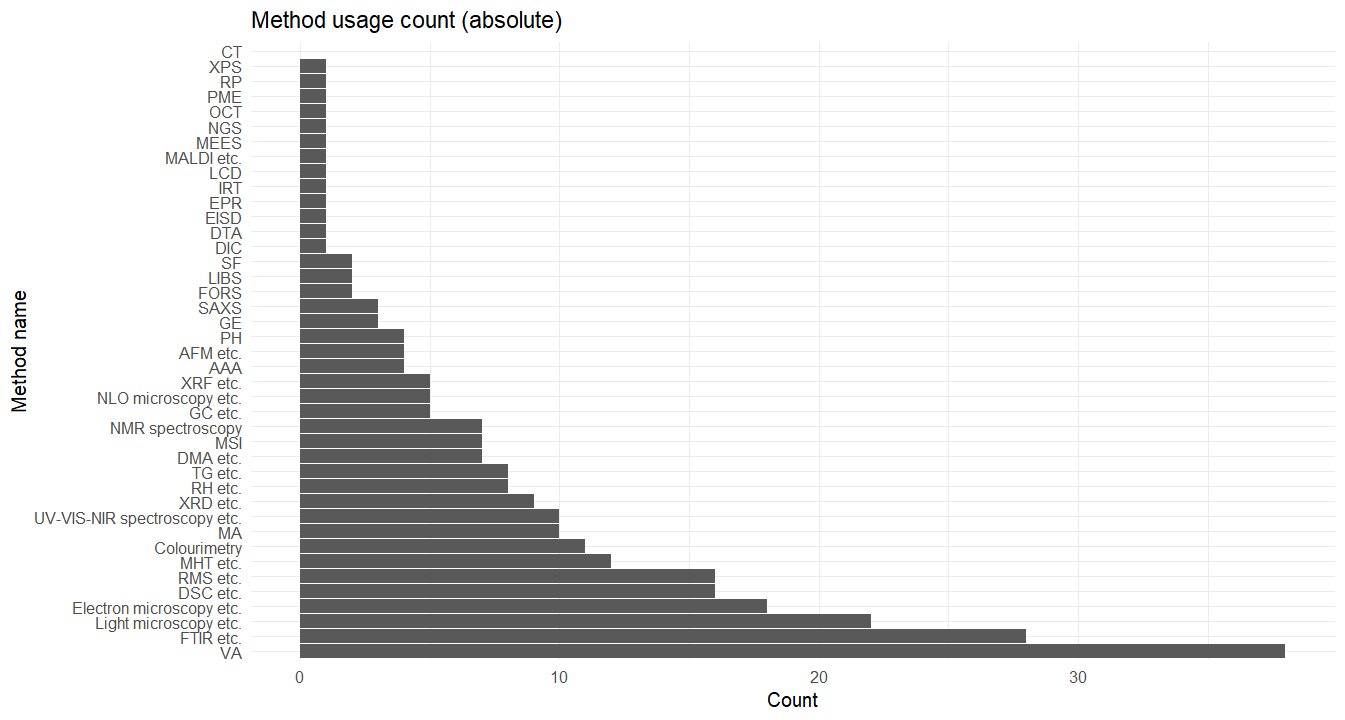 Method usage count (absolute)
CT
XPS
RP
PME
OCT
NGS
MEES
MALDI etc.
LCD
IRT
EPR
EISD
DTA
DIC
SF
LIBS
FORS
SAXS
GE
PH
AFM etc.
AAA
XRF etc.
NLO microscopy etc.
GC etc.
NMR spectroscopy
MSI
DMA etc.
TG etc.
RH etc.
XRD etc.
UV-VIS-NIR spectroscopy etc.
MA
Colourimetry
MHT etc.
RMS etc.
DSC etc.
Electron microscopy etc.
Light microscopy etc.
FTIR etc.
VA
Method name
0 10 20 30
Count